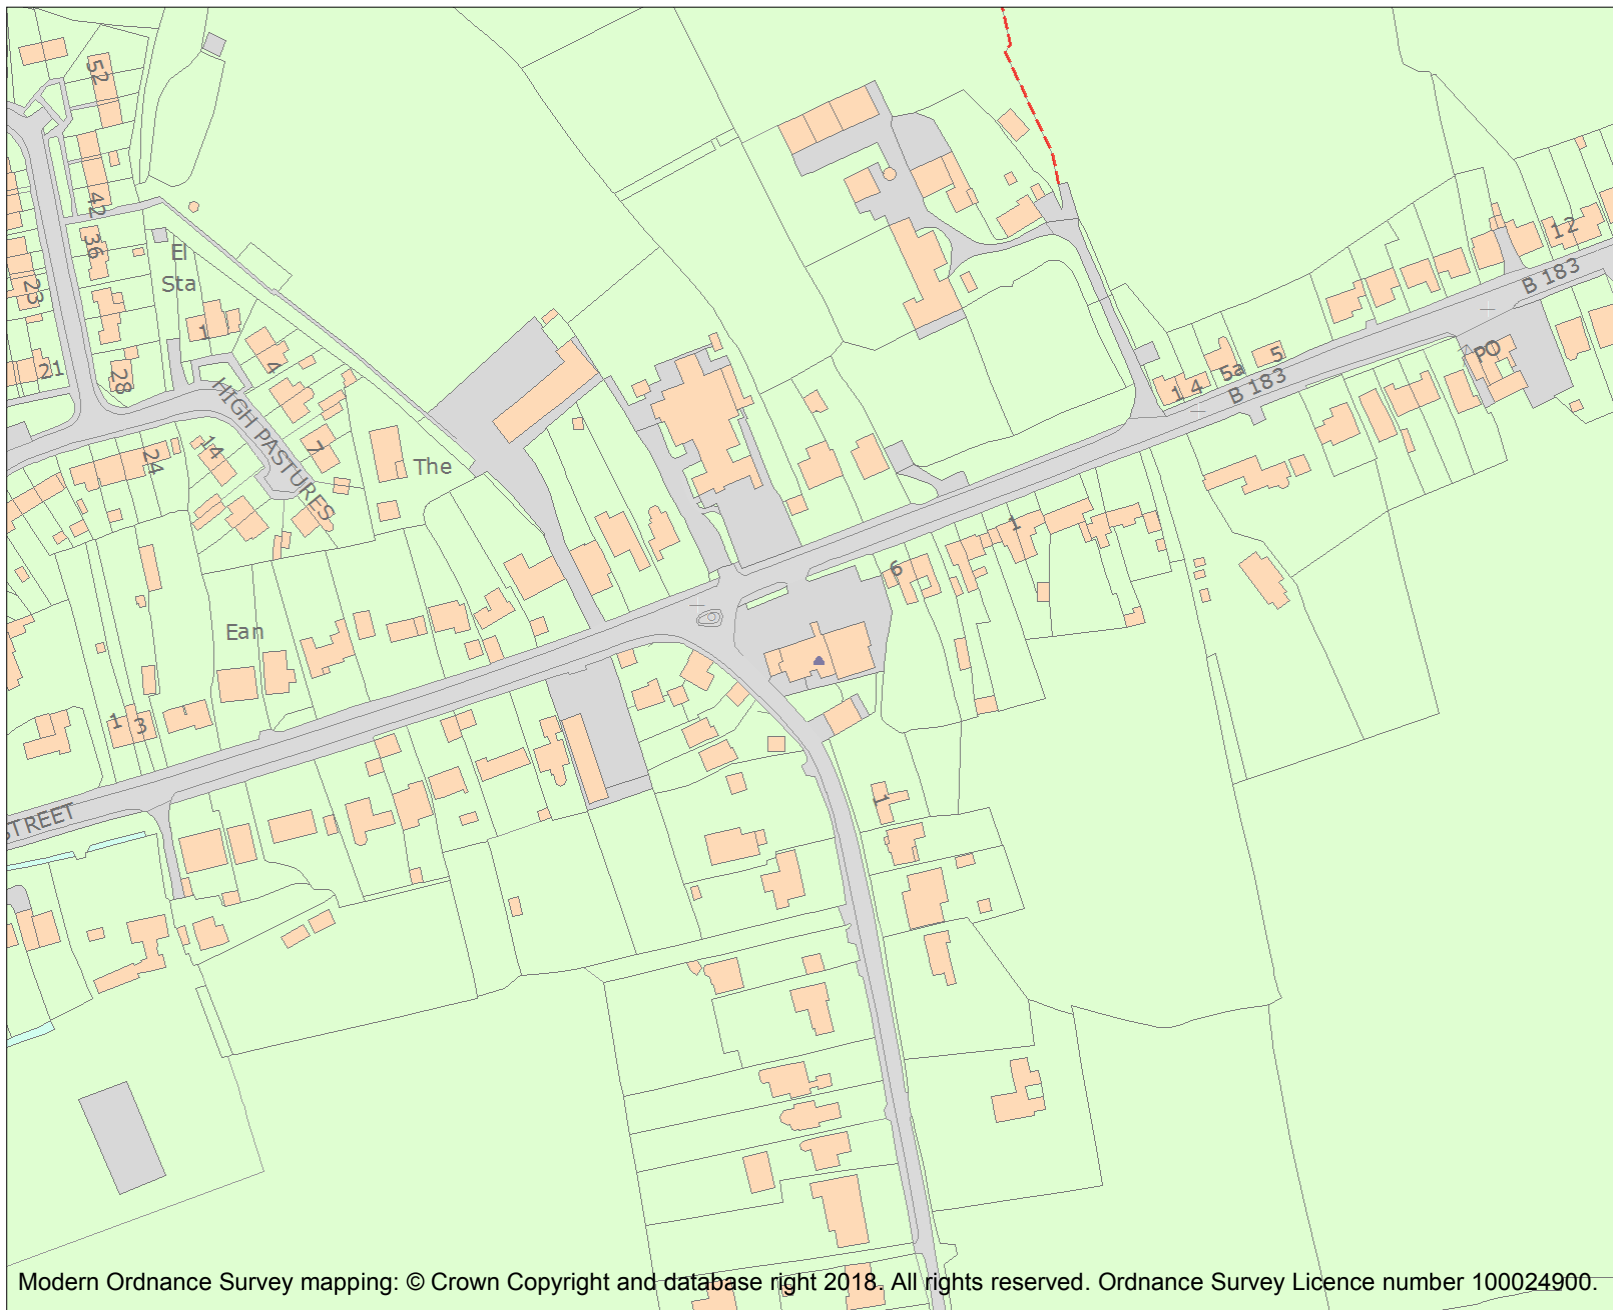 52
42
36
El
Sta
23
1
4
21
28
HIGH PASTURES
7
14
24
The
12
B 183
PO
5
5a
1 4
B 183
1
6
Ean
1 3
1
STREET
Modern Ordnance Survey mapping: © Crown Copyright and database right 2018. All rights reserved. Ordnance Survey Licence number 100024900.